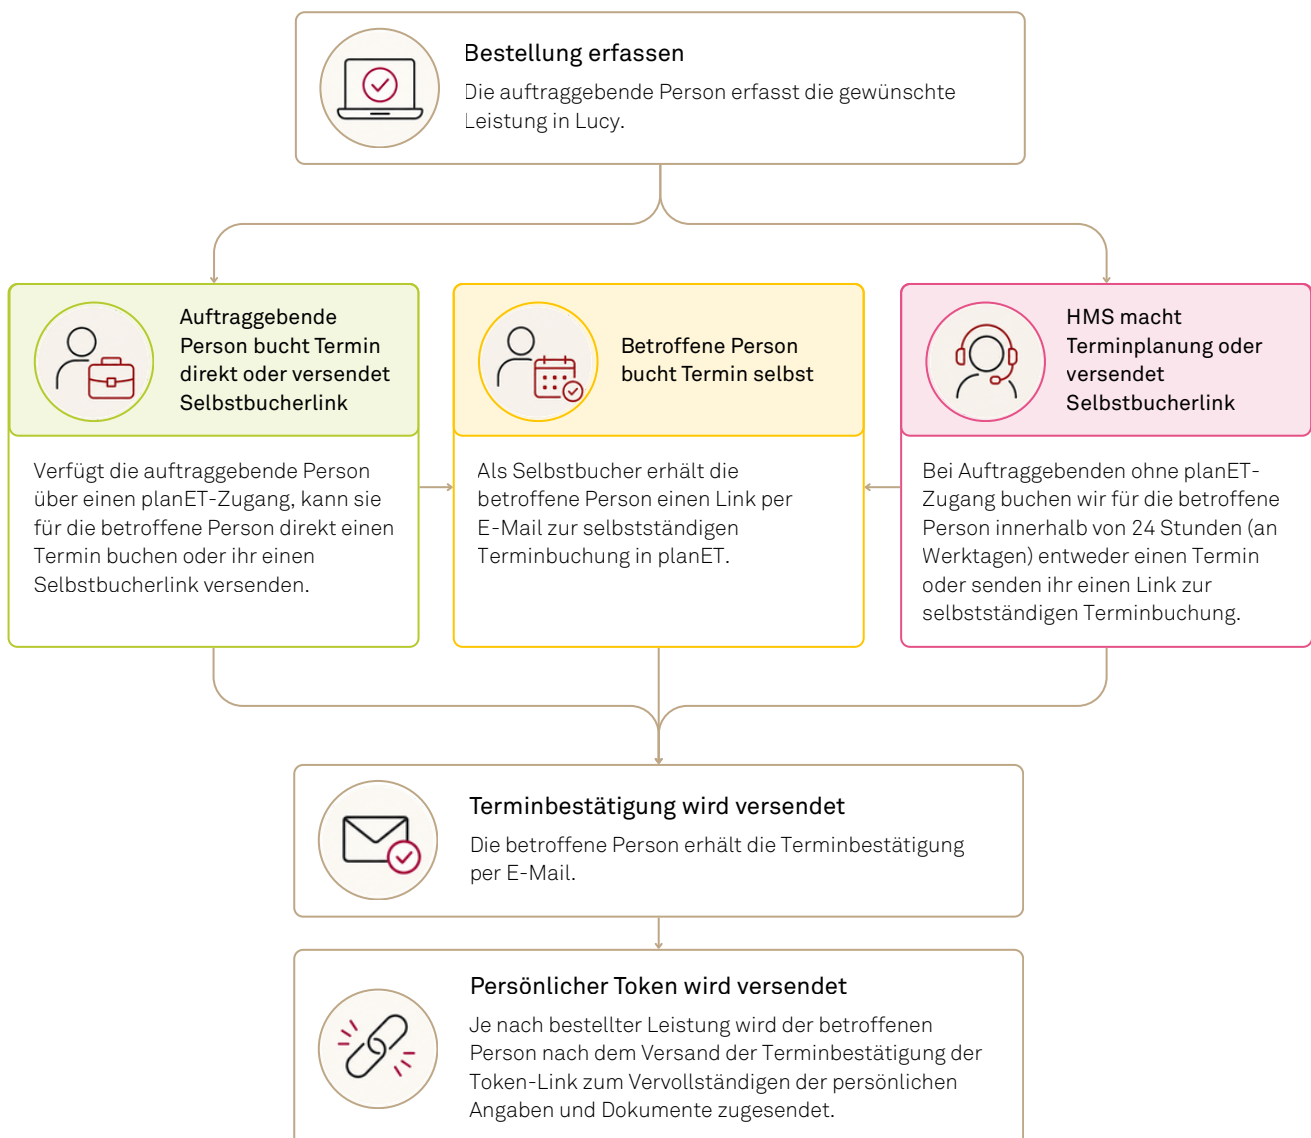 Bestellung erfassen
Die auftraggebende Person erfasst die gewünschte
Leistung in Lucy.
Auftraggebende
Person bucht Termin
direkt oder versendet
Selbstbucherlink
Verfügt die auftraggebende Person
über einen planET-Zugang, kann sie
für die betroffene Person direkt einen
Termin buchen oder ihr einen
Selbstbucherlink versenden.
Betroffene Person
bucht Termin selbst
Als Selbstbucher erhält die
betroffene Person einen Link per
E-Mail zur selbstständigen
Terminbuchung in planET.
HMS macht
Terminplanung oder
versendet
Selbstbucherlink
Bei Auftraggebenden ohne planET-
Zugang buchen wir für die betroffene
Person innerhalb von 24 Stunden (an
Werktagen) entweder einen Termin
oder senden ihr einen Link zur
selbstständigen Terminbuchung.
Terminbestätigung wird versendet
Die betroffene Person erhält die Terminbestätigung
per E-Mail.
Persönlicher Token wird versendet
Je nach bestellter Leistung wird der betroffenen
Person nach dem Versand der Terminbestätigung der
Token-Link zum Vervollständigen der persönlichen
Angaben und Dokumente zugesendet.